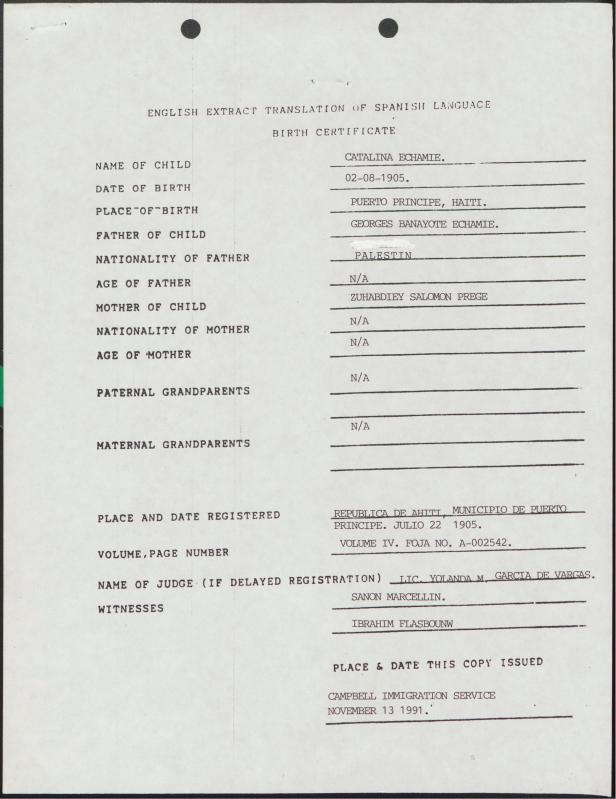 ENGLISH EXTRACT TRANSLATION OF SPANISH LANGUAGE
BIRTH CERTIFICATE
NAME OF CHILD CATALINA ECHAMIE.
DATE OF BIRTH 02-08-1905.
PLACE-OF-BIRTH PUERTO PRINCIPE, HAITI.
FATHER OF CHILD GEORGES BANAYOTE ECHAMIE.
NATIONALITY OF FATHER PALESTIN
AGE OF FATHER N/A
MOTHER OF CHILD ZUHABDIEY SALOMON PREGE
NATIONALITY OF MOTHER N/A
AGE OF MOTHER N/A
PATERNAL GRANDPARENTS N/A
MATERNAL GRANDPARENTS N/A
PLACE AND DATE REGISTERED REPUBLICA DE AHITI, MUNICIPIO DE PUERTO
PRINCIPE. JULIO 22 1905.
VOLUME,PAGE NUMBER VOLUME IV. FOJA NO. A-002542.
NAME OF JUDGE (IF DELAYED REGISTRATION) LIC. YOLANDA M. GARCIA DE VARGAS.
WITNESSES SANON MARCELLIN.
IBRAHIM FLASBOUNW
PLACE & DATE THIS COPY ISSUED
CAMPBELL IMMIGRATION SERVICE
NOVEMBER 13 1991.